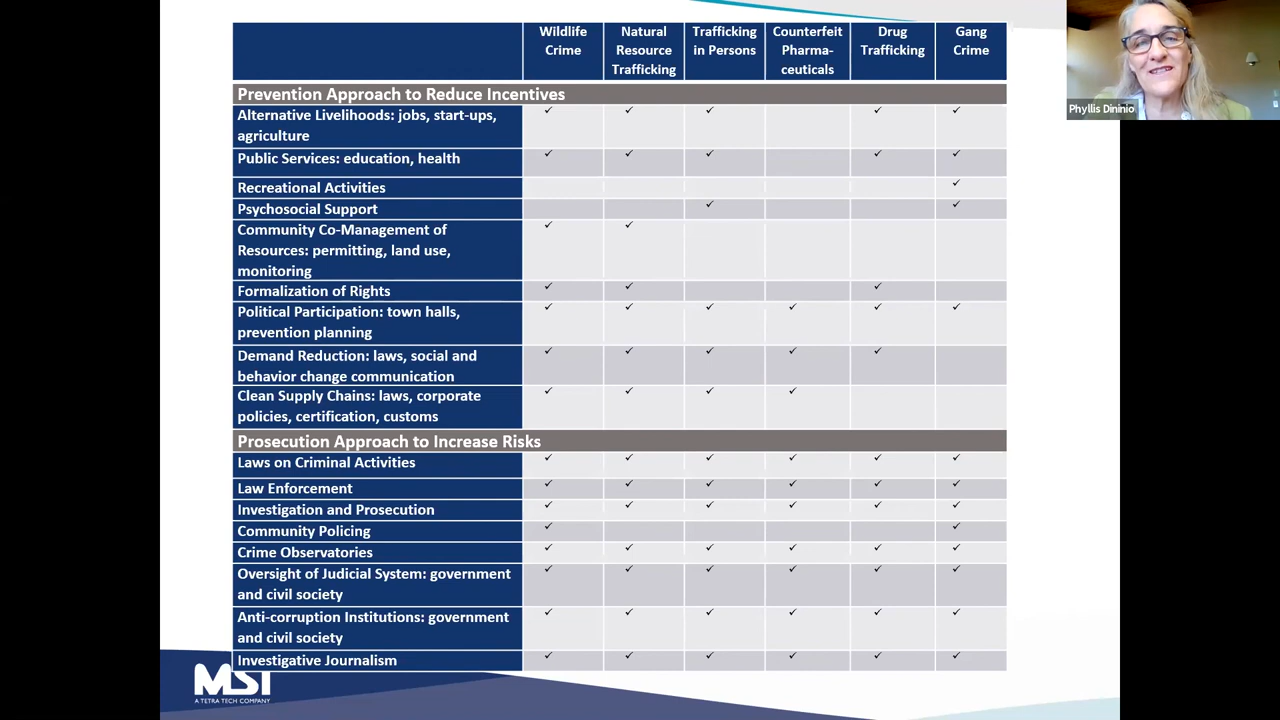 Wildlife
Crime
Natural
Resource
Trafficking
Trafficking
in Persons
Counterfeit
Pharma-
ceuticals
Drug
Trafficking
Gang
Crime
Phyllis Dininio
Prevention Approach to Reduce Incentives
Alternative Livelihoods: jobs, start-ups,
agriculture
✓ ✓ ✓ ✓ ✓
Public Services: education, health
✓ ✓ ✓ ✓ ✓
Recreational Activities
✓
Psychosocial Support
✓ ✓
Community Co-Management of
Resources: permitting, land use,
monitoring
✓ ✓
Formalization of Rights
✓ ✓ ✓
Political Participation: town halls,
prevention planning
✓ ✓ ✓ ✓ ✓ ✓
Demand Reduction: laws, social and
behavior change communication
✓ ✓ ✓ ✓ ✓
Clean Supply Chains: laws, corporate
policies, certification, customs
✓ ✓ ✓ ✓
Prosecution Approach to Increase Risks
Laws on Criminal Activities
✓ ✓ ✓ ✓ ✓ ✓
Law Enforcement
✓ ✓ ✓ ✓ ✓ ✓
Investigation and Prosecution
✓ ✓ ✓ ✓ ✓ ✓
Community Policing
✓ ✓
Crime Observatories
✓ ✓ ✓ ✓ ✓ ✓
Oversight of Judicial System: government
and civil society
✓ ✓ ✓ ✓ ✓ ✓
Anti-corruption Institutions: government
and civil society
✓ ✓ ✓ ✓ ✓ ✓
Investigative Journalism
✓ ✓ ✓ ✓ ✓ ✓
MSI
A TETRA TECH COMPANY